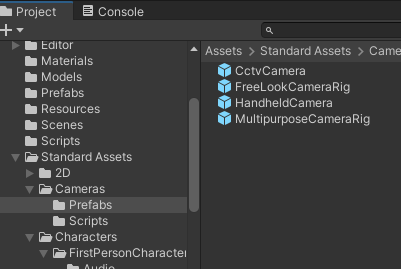 Project Console
Editor
Materials
Models
Prefabs
Resources
Scenes
Scripts
Standard Assets
2D
Cameras
Prefabs
Scripts
Characters
FirstPersonCharacter
Audio
Assets Standard Assets Came
CctvCamera
FreeLookCameraRig
HandheldCamera
MultipurposeCameraRig